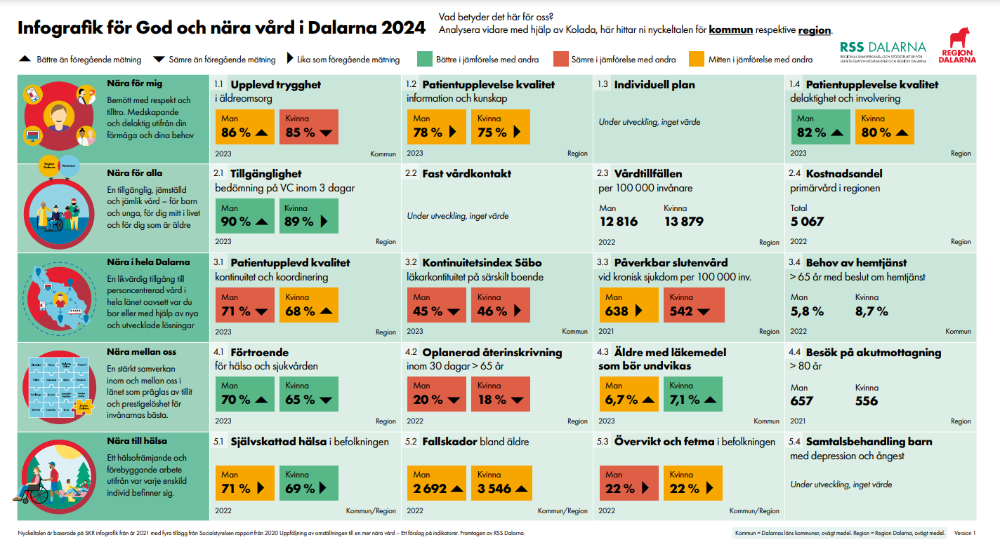 Infografik för God och nära vård i Dalarna 2024
Vad betyder det här för oss?
Analysera vidare med hjälp av Kolada, här hittar ni nyckeltalen för kommun respektive region.
Bättre än föregående mätning
Sämre än föregående mätning
Lika som föregående mätning
Bättre i jämförelse med andra
Sämre i jämförelse med andra
Mitten i jämförelse med andra
RSS DALARNA
REGIONAL SAMVERKANS- OCH STÖDSTRUKTUR FÖR
LÄNETS FEMTON KOMMUNER OCH REGION DALARNA
REGION
DALARNA
Nära för mig
Bemött med respekt och
tilltro. Medskapande
och delaktig utifrån din
förmåga och dina behov
1.1 Upplevd trygghet
i äldreomsorg
Man
86 %
Kvinna
85 %
2023
Kommun
1.2 Patientupplevelse kvalitet
information och kunskap
Man
78 %
Kvinna
75 %
2023
Region
1.3 Individuell plan
Under utveckling, inget värde
1.4 Patientupplevelse kvalitet
delaktighet och involvering
Man
82 %
Kvinna
80 %
2023
Region
Region
Dalarna
Kommun
Nära för alla
En tillgänglig, jämställd
och jämlik vård – för barn
och unga, för dig mitt i livet
och för dig som är äldre
2.1 Tillgänglighet
bedömning på VC inom 3 dagar
Man
90 %
Kvinna
89 %
2023
Region
2.2 Fast vårdkontakt
Under utveckling, inget värde
2.3 Vårdtillfällen
per 100 000 invånare
Man
12 816
Kvinna
13 879
2022
Region
2.4 Kostnadsandel
primärvård i regionen
Total
5 067
2022
Region
Nära i hela Dalarna
En likvärdig tillgång till
personcentrerad vård i
hela länet oavsett var du
bor eller med hjälp av nya
och utvecklade lösningar
3.1 Patientupplevd kvalitet
kontinuitet och koordinering
Man
71 %
Kvinna
68 %
2023
Region
3.2 Kontinuitetsindex Säbo
läkarkontituitet på särskilt boende
Man
45 %
Kvinna
46 %
2023
Kommun
3.3 Påverkbar slutenvård
vid kronisk sjukdom per 100 000 inv.
Man
638
Kvinna
542
2021
Region
3.4 Behov av hemtjänst
> 65 år med beslut om hemtjänst
Man
5,8 %
Kvinna
8,7 %
2022
Kommun
Nära mellan oss
En stärkt samverkan
inom och mellan oss i
länet som präglas av tillit
och prestigelöshet för
invånarnas bästa.
Region
Dalarna
4.1 Förtroende
för hälso och sjukvården
Man
70 %
Kvinna
65 %
2023
Region
4.2 Oplanerad återinskrivning
inom 30 dagar > 65 år
Man
20 %
Kvinna
18 %
2022
Region
4.3 Äldre med läkemedel
som bör undvikas
Man
6,7 %
Kvinna
7,1 %
2023
Kommun
4.4 Besök på akutmottagning
> 80 år
Man
657
Kvinna
556
2021
Region
Nära till hälsa
Ett hälsofrämjande och
förebyggande arbete
utifrån var varje enskild
individ befinner sig.
5.1 Självskattad hälsa i befolkningen
Man
71 %
Kvinna
69 %
2022
Kommun/Region
5.2 Fallskador bland äldre
Man
2 692
Kvinna
3 546
2022
Kommun/Region
5.3 Övervikt och fetma i befolkningen
Man
22 %
Kvinna
22 %
2022
Kommun/Region
5.4 Samtalsbehandling barn
med depression och ångest
Under utveckling, inget värde
Nyckeltalen är baserade på SKR infografik från år 2021 med fyra tillägg från Socialstyrelsen rapport från 2020 Uppföljning av omställningen till en mer nära vård – Ett förslag på indikatorer. Framtagen av RSS Dalarna.
Kommun = Dalarnas läns kommuner, ovägt medel. Region = Region Dalarna, ovägt medel.
Version 1